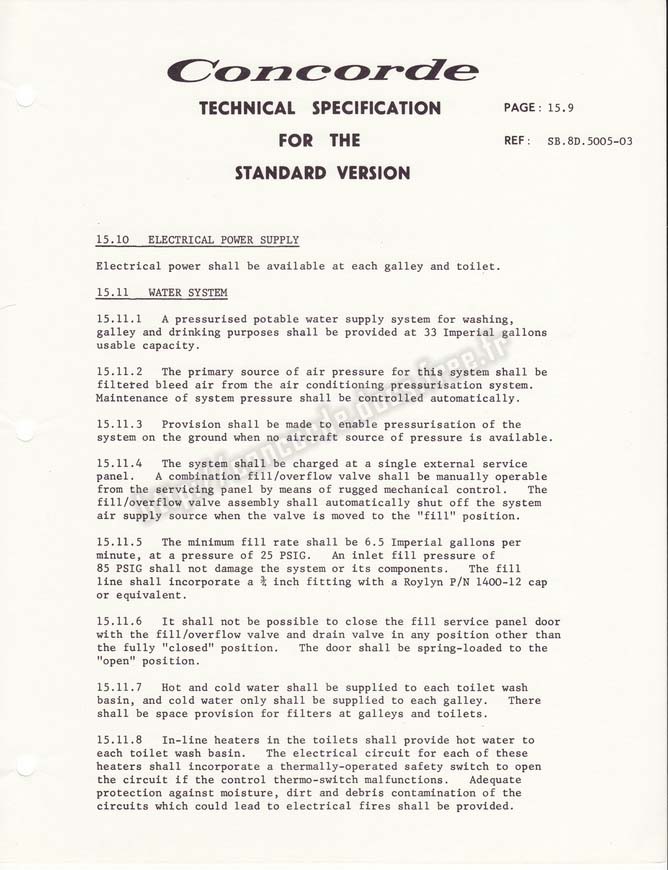 Concorde
TECHNICAL SPECIFICATION
FOR THE
STANDARD VERSION
PAGE: 15.9
REF: SB.8D.5005-03
15.10 ELECTRICAL POWER SUPPLY
Electrical power shall be available at each galley and toilet.
15.11 WATER SYSTEM
15.11.1 A pressurised potable water supply system for washing,
galley and drinking purposes shall be provided at 33 Imperial gallons
usable capacity.
15.11.2 The primary source of air pressure for this system shall be
filtered bleed air from the air conditioning pressurisation system.
Maintenance of system pressure shall be controlled automatically.
15.11.3 Provision shall be made to enable pressurisation of the
system on the ground when no aircraft source of pressure is available.
15.11.4 The system shall be charged at a single external service
panel. A combination fill/overflow valve shall be manually operable
from the servicing panel by means of rugged mechanical control. The
fill/overflow valve assembly shall automatically shut off the system
air supply source when the valve is moved to the "fill" position.
15.11.5 The minimum fill rate shall be 6.5 Imperial gallons per
minute, at a pressure of 25 PSIG. An inlet fill pressure of
85 PSIG shall not damage the system or its components. The fill
line shall incorporate a ¾ inch fitting with a Roylyn P/N 1400-12 cap
or equivalent.
15.11.6 It shall not be possible to close the fill service panel door
with the fill/overflow valve and drain valve in any position other than
the fully "closed" position. The door shall be spring-loaded to the
"open" position.
15.11.7 Hot and cold water shall be supplied to each toilet wash
basin, and cold water only shall be supplied to each galley. There
shall be space provision for filters at galleys and toilets.
15.11.8 In-line heaters in the toilets shall provide hot water to
each toilet wash basin. The electrical circuit for each of these
heaters shall incorporate a thermally-operated safety switch to open
the circuit if the control thermo-switch malfunctions. Adequate
protection against moisture, dirt and debris contamination of the
circuits which could lead to electrical fires shall be provided.